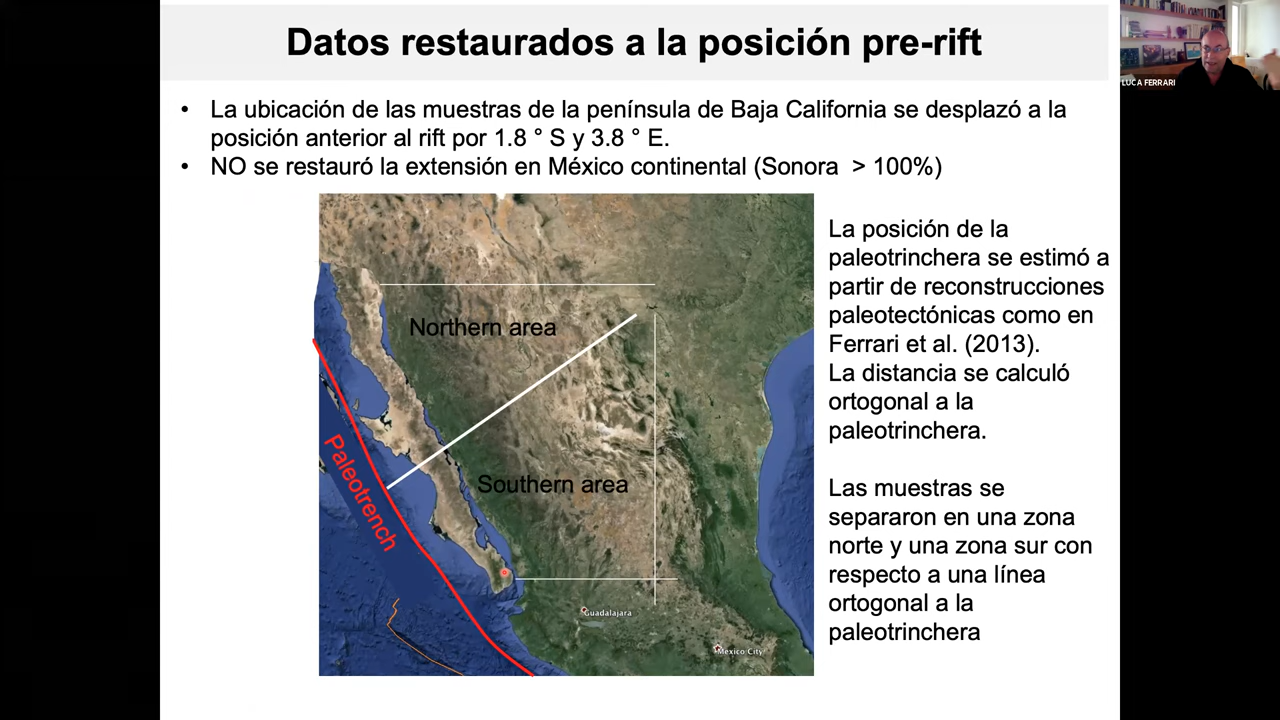 Datos restaurados a la posición pre-rift
LUCA FERRARI
• La ubicación de las muestras de la península de Baja California se desplazó a la
posición anterior al rift por 1.8 ° S y 3.8 ° E.
• NO se restauró la extensión en México continental (Sonora > 100%)
Northern area
Paleotrench
Southern area
Guadalajara
Mexico City
La posición de la
paleotrinchera se estimó a
partir de reconstrucciones
paleotectónicas como en
Ferrari et al. (2013).
La distancia se calculó
ortogonal a la
paleotrinchera.
Las muestras se
separaron en una zona
norte y una zona sur con
respecto a una línea
ortogonal a la
paleotrinchera